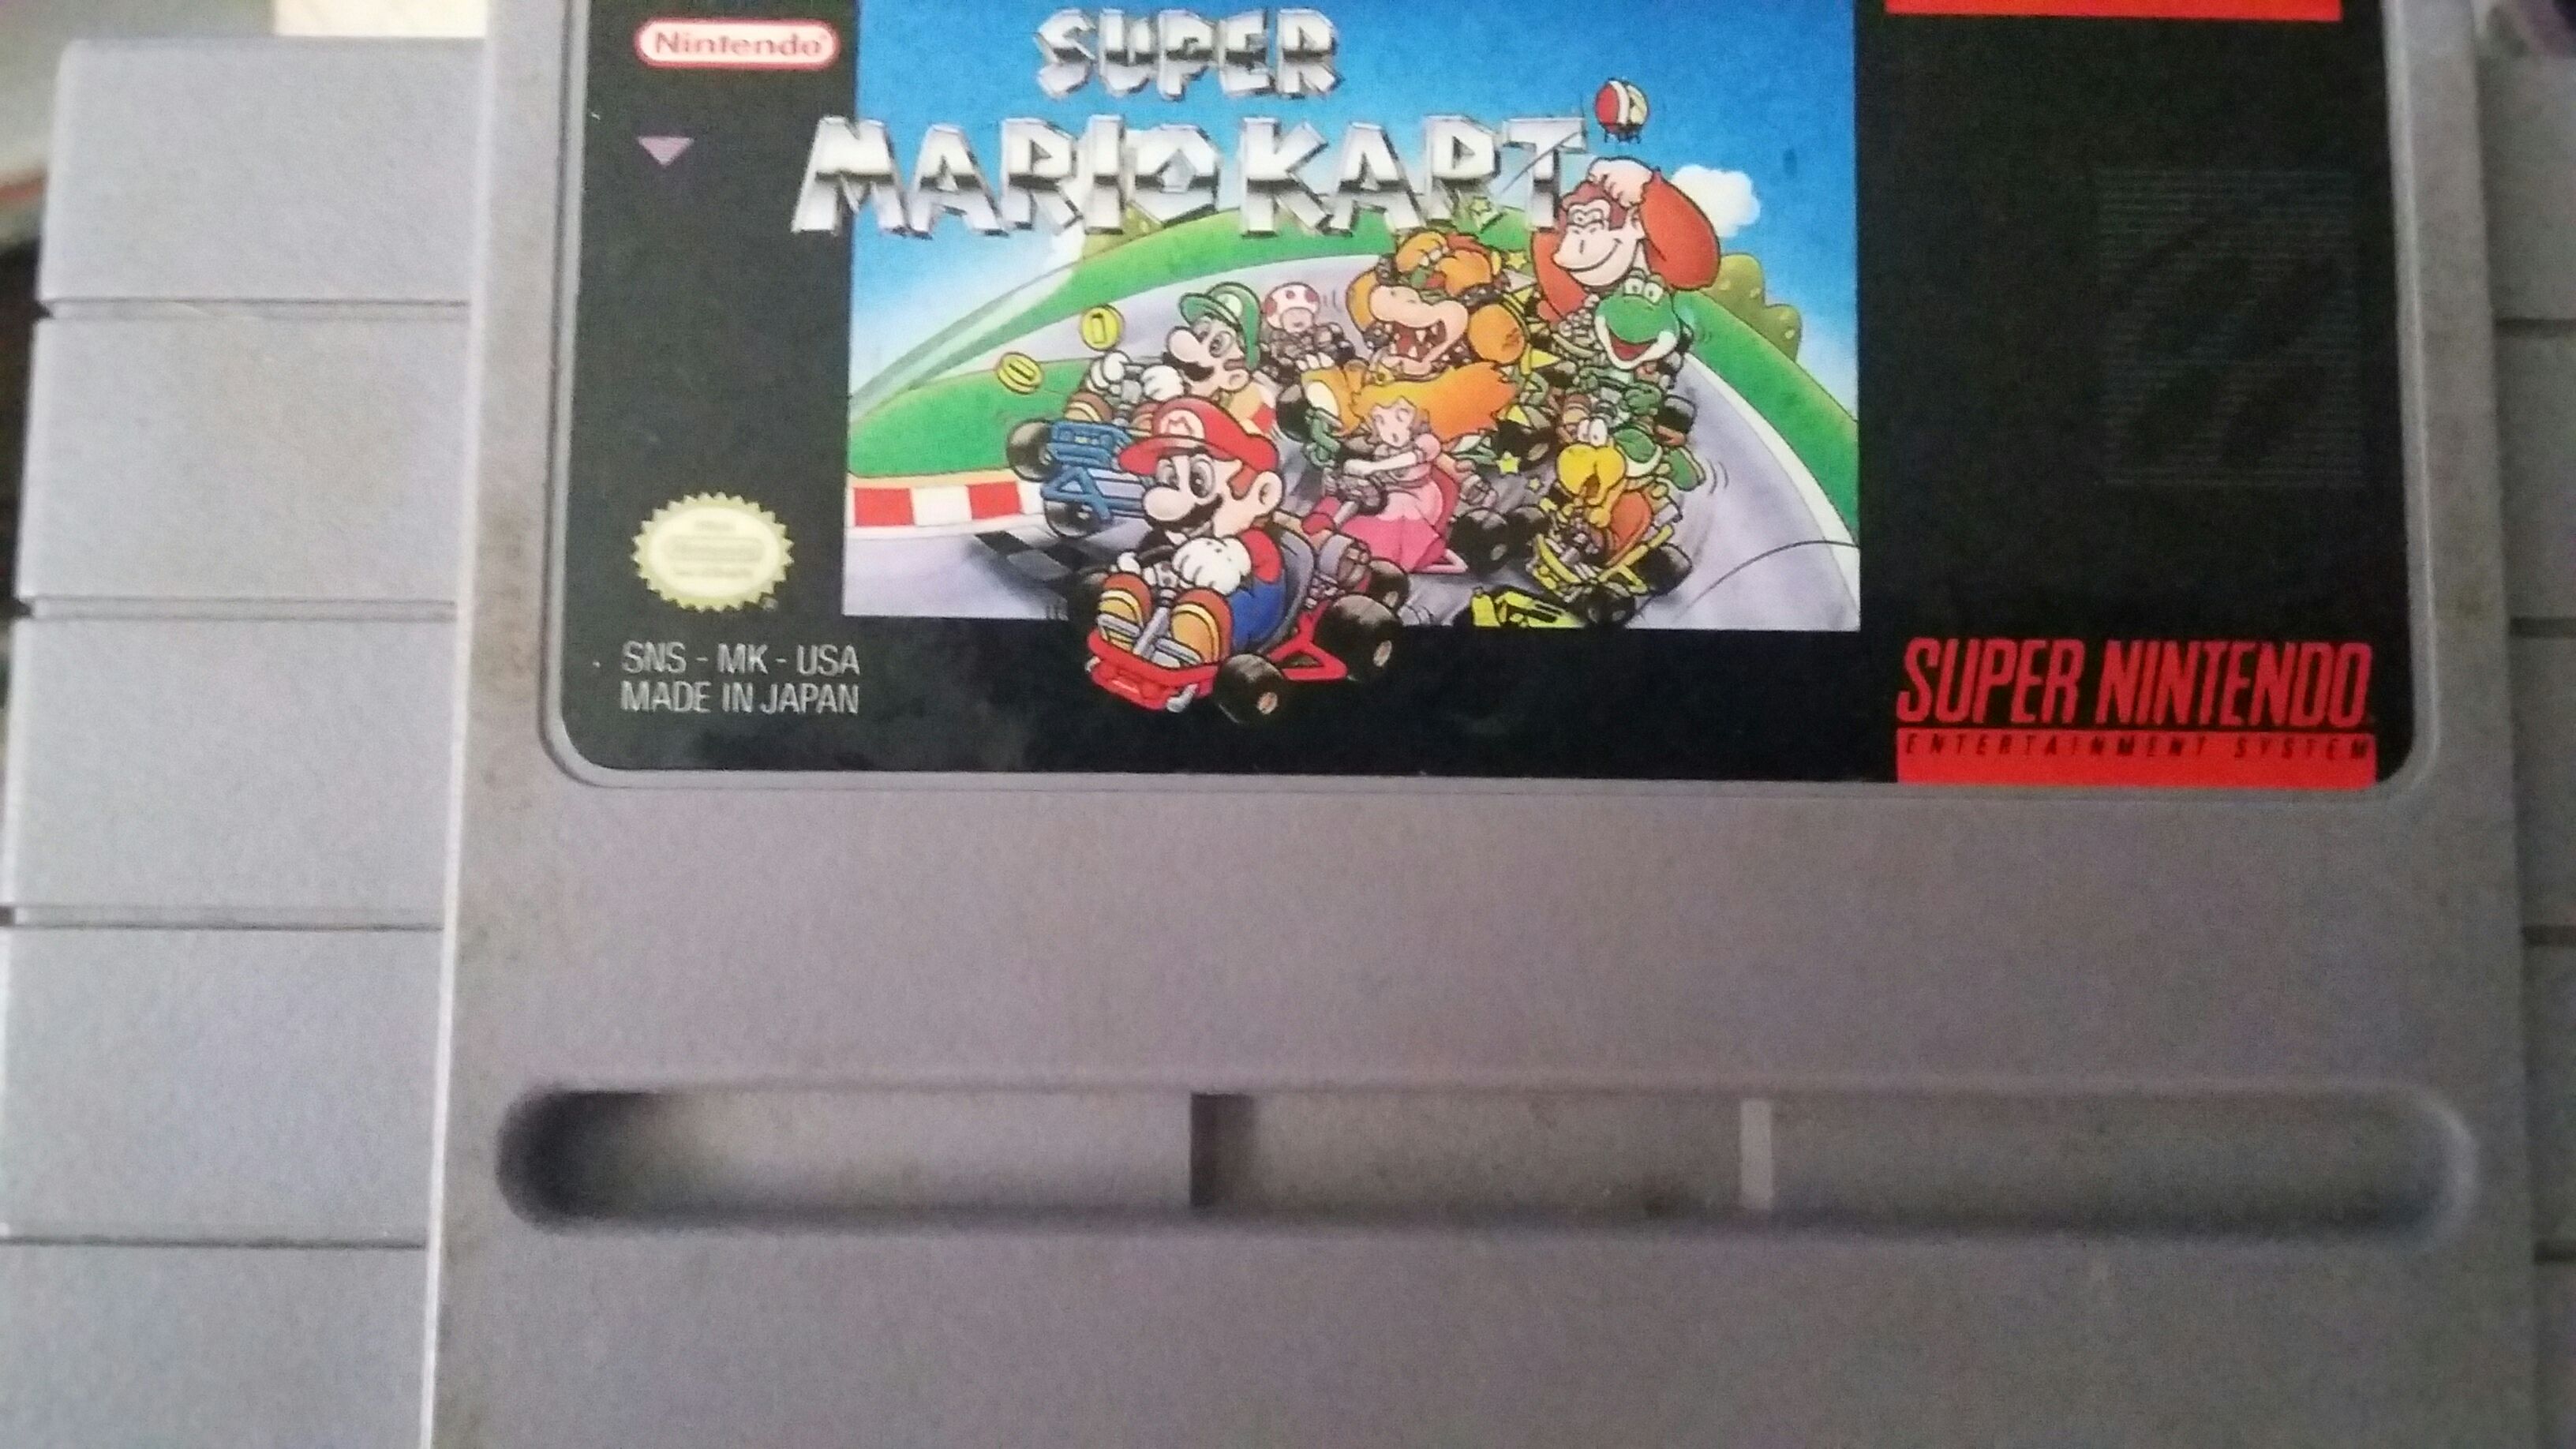 Nintendo
SUPER
MARIO KART
M
SNS - MK - USA
MADE IN JAPAN
SUPER NINTENDO
ENTERTAINMENT SYSTEM